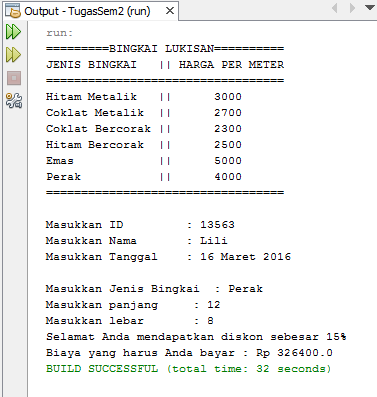 Output - TugasSem2 (run)
run:
=========BINGKAI LUKISAN==========
JENIS BINGKAI   || HARGA PER METER
==================================
Hitam Metalik   ||      3000
Coklat Metalik  ||      2700
Coklat Bercorak ||      2300
Hitam Bercorak  ||      2500
Emas            ||      5000
Perak           ||      4000
==================================
Masukkan ID         : 13563
Masukkan Nama       : Lili
Masukkan Tanggal    : 16 Maret 2016
Masukkan Jenis Bingkai  : Perak
Masukkan panjang     : 12
Masukkan lebar       : 8
Selamat Anda mendapatkan diskon sebesar 15%
Biaya yang harus Anda bayar : Rp 326400.0
BUILD SUCCESSFUL (total time: 32 seconds)